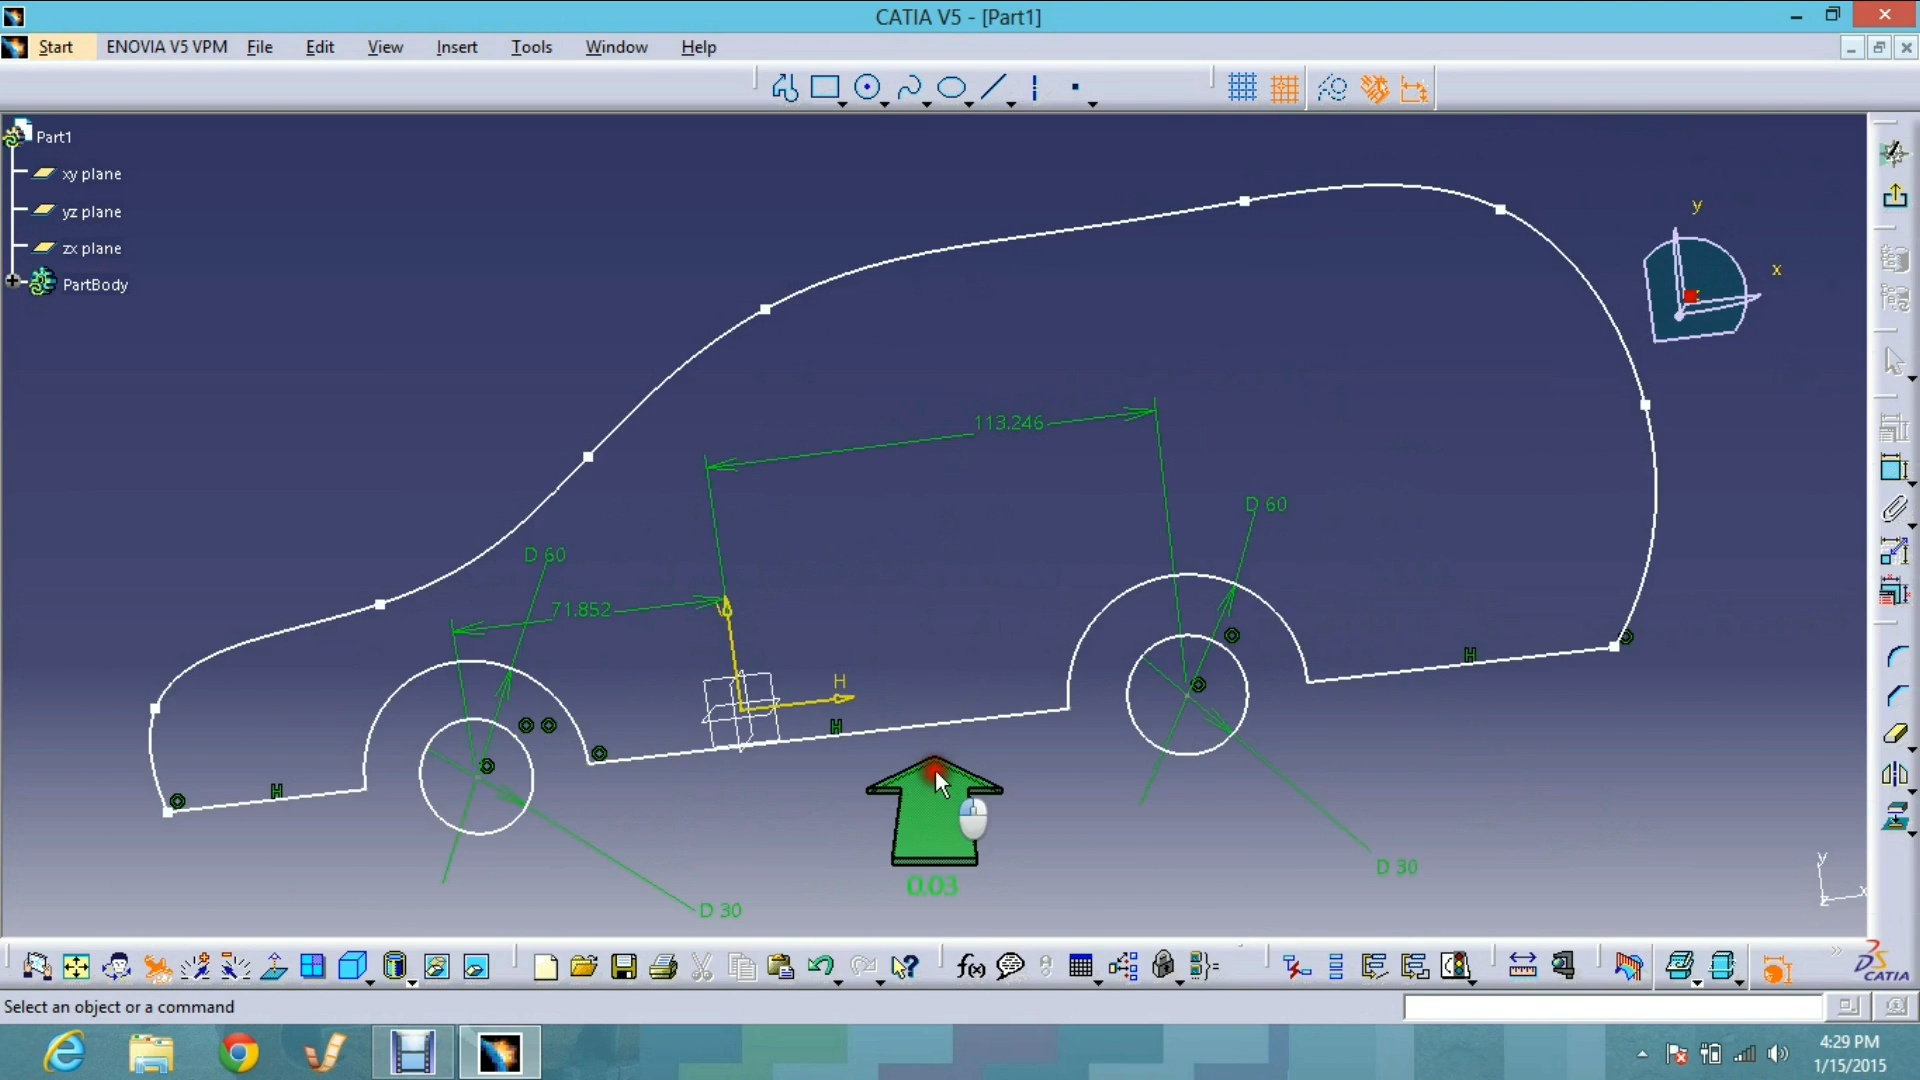 CATIA V5 - [Part1]
Start ENOVIA V5 VPM File Edit View Insert Tools Window Help
Part1
xy plane
yz plane
zx plane
PartBody
y
x
113.246
D 60
D 60
71.852
V
H
H
H
H
0.03
D 30
D 30
y
x
z
f(x)
DS
CATIA
Select an object or a command
4:29 PM
1/15/2015